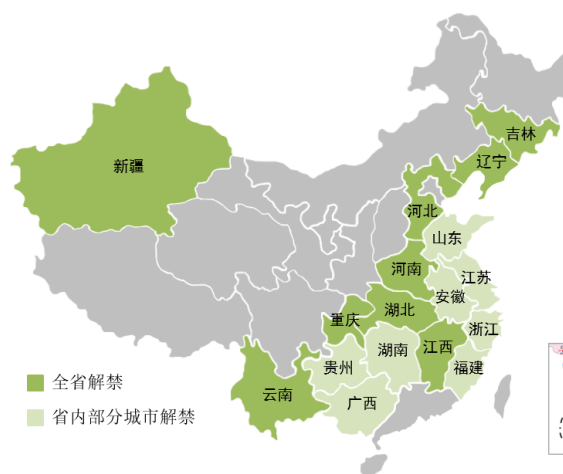 吉林
辽宁
新疆
河北
山东
河南
江苏
安徽
湖北
重庆
浙江
江西
湖南
贵州
福建
云南
广西
全省解禁
省内部分城市解禁